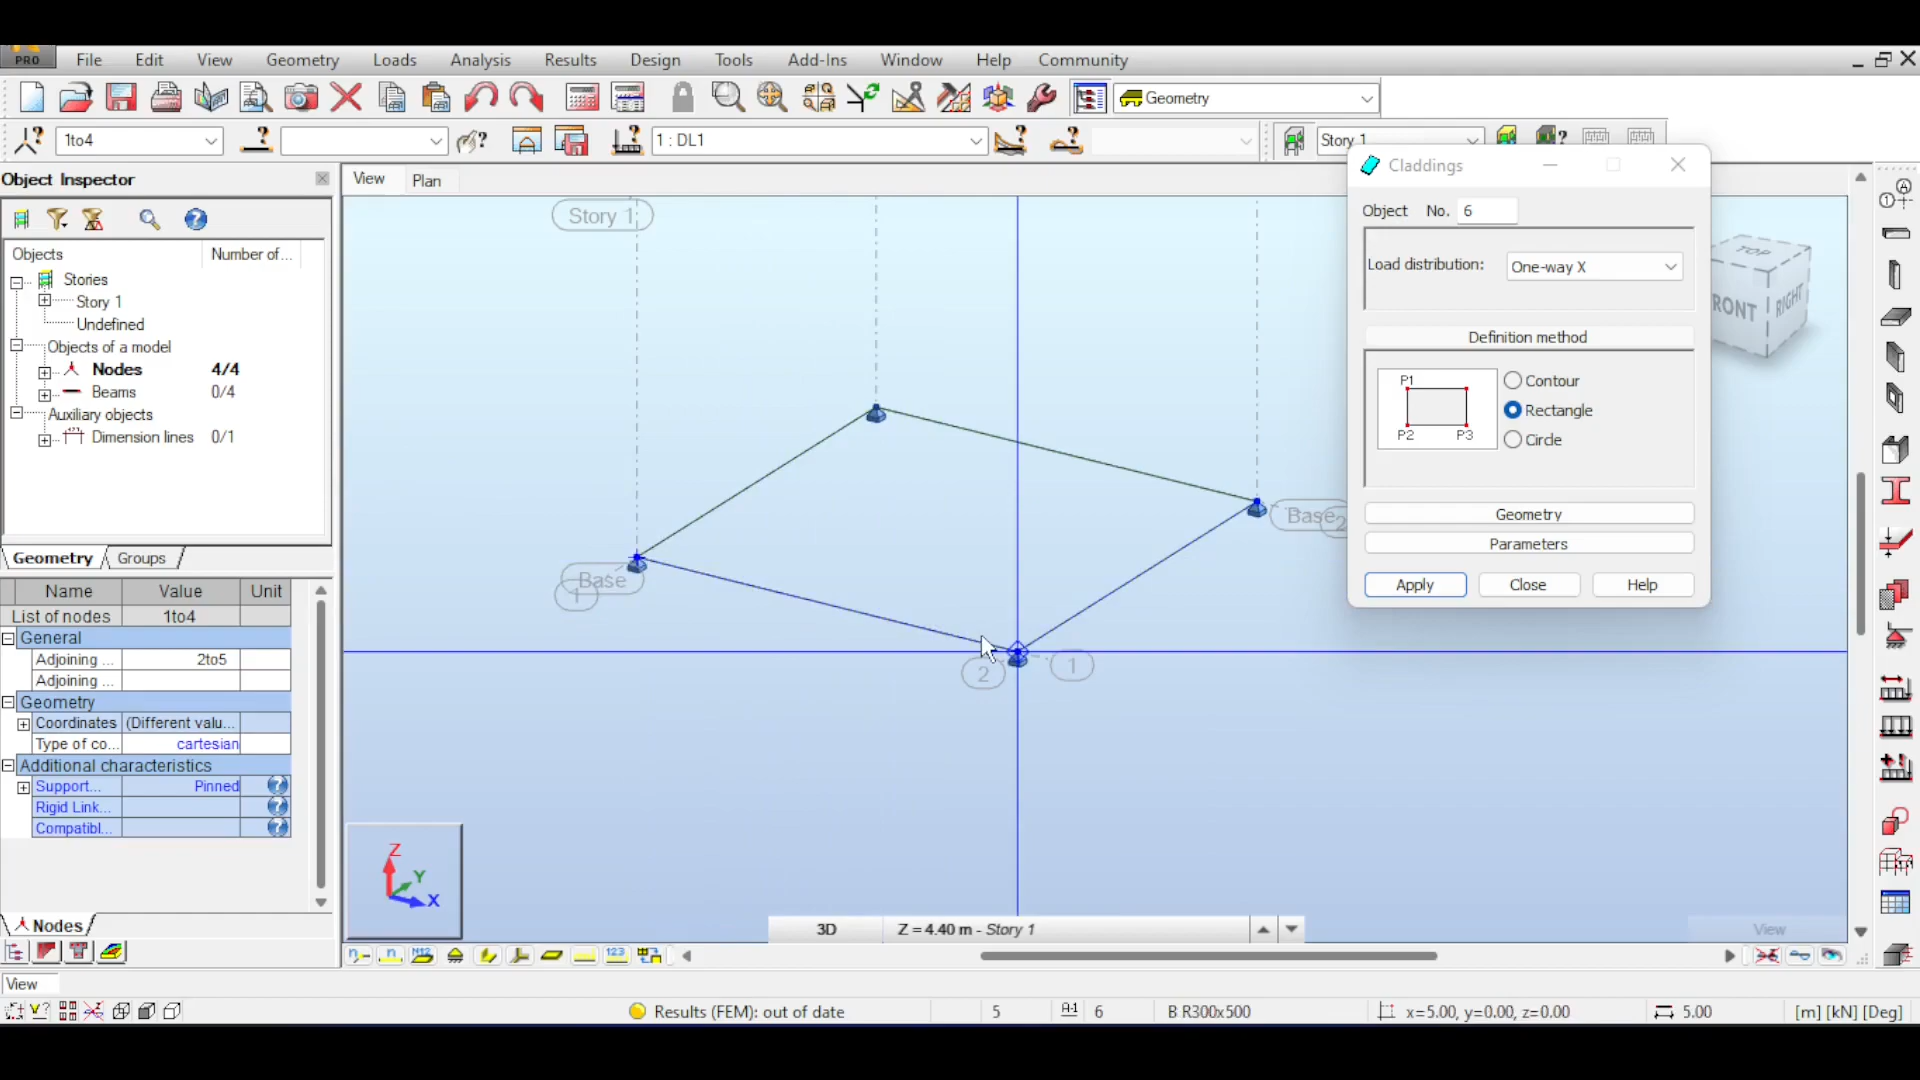 PRO File Edit View Geometry Loads Analysis Results Design Tools Add-Ins Window Help Community
Geometry
1to4 1 : DL1 Story 1
Object Inspector
View Plan
Claddings
Object No. 6
Load distribution: One-way X
Definition method
P1
P2 P3
Contour
Rectangle
Circle
Geometry
Parameters
Apply Close Help
Objects Number of...
Stories
Story 1
Undefined
Objects of a model
Nodes 4/4
Beams 0/4
Auxiliary objects
Dimension lines 0/1
Geometry Groups
Name Value Unit
List of nodes 1to4
General
Adjoining ... 2to5
Adjoining ...
Geometry
Coordinates (Different valu...
Type of co... cartesian
Additional characteristics
Support... Pinned
Rigid Link...
Compatibl...
Nodes
Story 1
Base
1
Base
2
2
1
TOP
FRONT RIGHT
Z
Y
X
3D Z = 4.40 m - Story 1
View
View
Results (FEM): out of date 5 6 B R300x500 x=5.00, y=0.00, z=0.00 5.00 [m] [kN] [Deg]